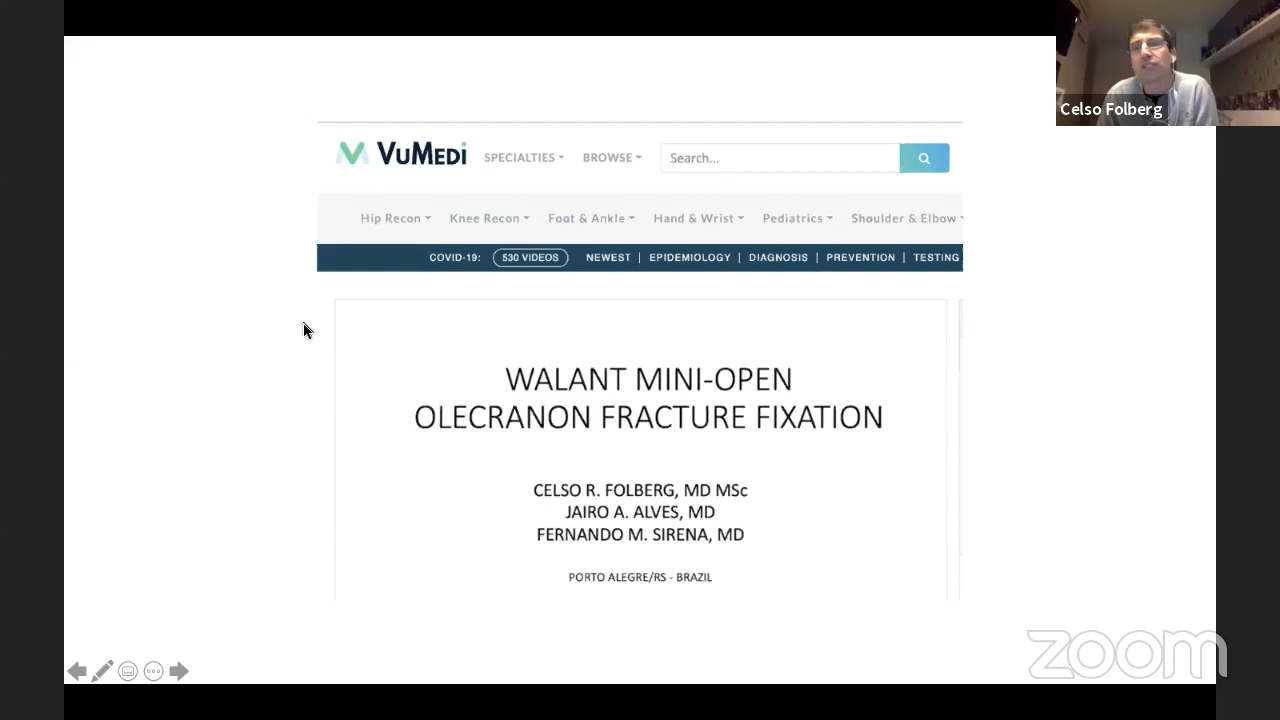 Celso Folberg
VuMedi SPECIALTIES BROWSE Search...
Hip Recon Knee Recon Foot & Ankle Hand & Wrist Pediatrics Shoulder & Elbow
COVID-19: 530 VIDEOS NEWEST | EPIDEMIOLOGY | DIAGNOSIS | PREVENTION | TESTING
WALANT MINI-OPEN
OLECRANON FRACTURE FIXATION
CELSO R. FOLBERG, MD MSc
JAIRO A. ALVES, MD
FERNANDO M. SIRENA, MD
PORTO ALEGRE/RS - BRAZIL
zoom